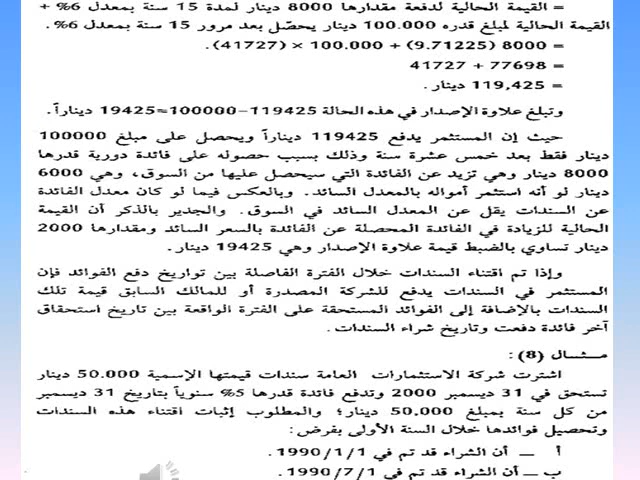 = القيمة الحالية لدفعة مقدارها 8000 دينار لمدة 15 سنة بمعدل 6% +
القيمة الحالية لمبلغ قدره 100.000 دينار يحصّل بعد مرور 15 سنة بمعدل 6% .
= 8000 (9.71225) + 100.000 × (41727).
= 77698 + 41727
= 119,425 دينار .
وتبلغ علاوة الإصدار في هذه الحالة 119425−100000=19425 ديناراً.
حيث إن المستثمر يدفع 119425 ديناراً ويحصل على مبلغ 100000
دينار فقط بعد خمس عشرة سنة وذلك بسبب حصوله على فائدة دورية قدرها
8000 دينار وهي تزيد عن الفائدة التي سيحصل عليها من السوق، وهي 6000
دينار لو أنه استثمر أمواله بالمعدل السائد. وبالعكس فيما لو كان معدل الفائدة
عن السندات يقل عن المعدل السائد في السوق. والجدير بالذكر أن القيمة
الحالية للزيادة في الفائدة المحصلة عن الفائدة بالسعر السائد ومقدارها 2000
دينار تساوي بالضبط قيمة علاوة الإصدار وهي 19425 دينار.
وإذا تم اقتناء السندات خلال الفترة الفاصلة بين تواريخ دفع الفوائد فإن
المستثمر في السندات يدفع للشركة المصدرة أو للمالك السابق قيمة تلك
السندات بالإضافة إلى الفوائد المستحقة على الفترة الواقعة بين تاريخ استحقاق
آخر فائدة دفعت وتاريخ شراء السندات .
مـثـال (8) :
اشترت شركة الاستثمارات العامة سندات قيمتها الإسمية 50.000 دينار
تستحق في 31 ديسمبر 2000 وتدفع فائدة قدرها 5% سنوياً بتاريخ 31 ديسمبر
من كل سنة بمبلغ 50.000 دينار؛ والمطلوب إثبات اقتناء هذه السندات
وتحصيل فوائدها خلال السنة الأولى بفرض:
أ ـ أن الشراء قد تم في 1990/1/1 .
ب ـ أن الشراء قد تم في 1990/7/1 .